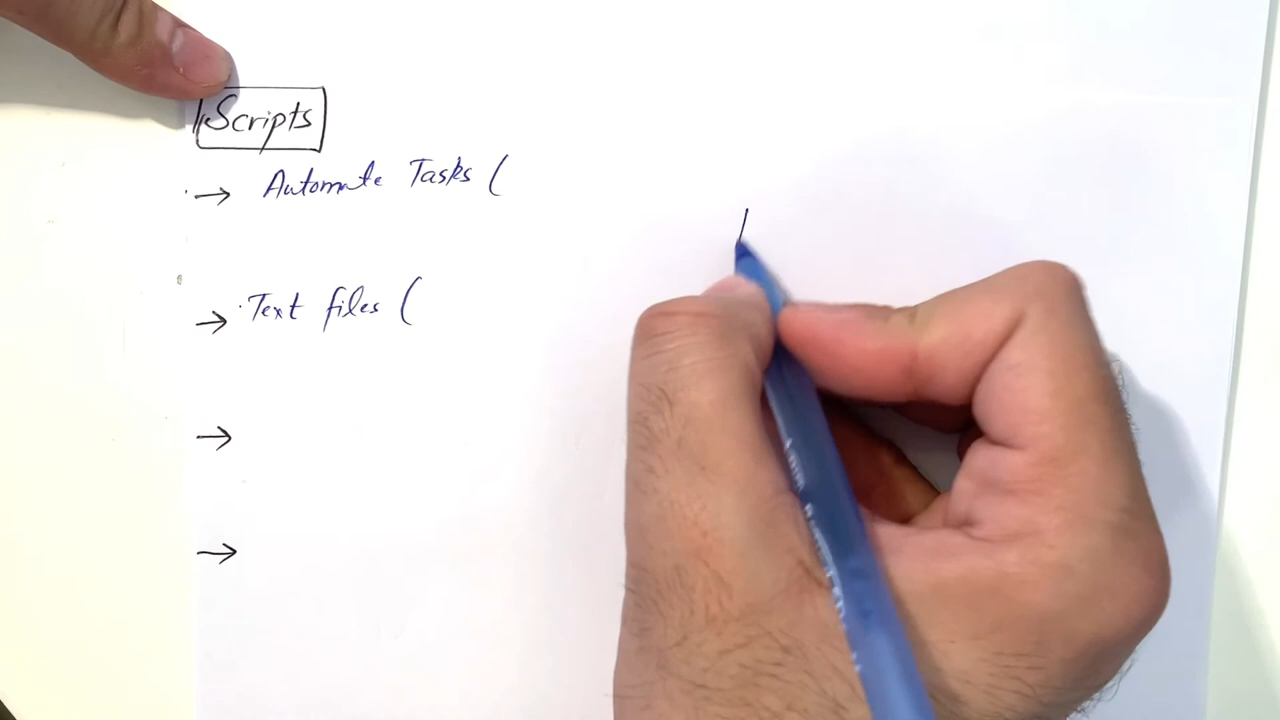 Scripts
→ Automate Tasks (
→ Text files (
→
→